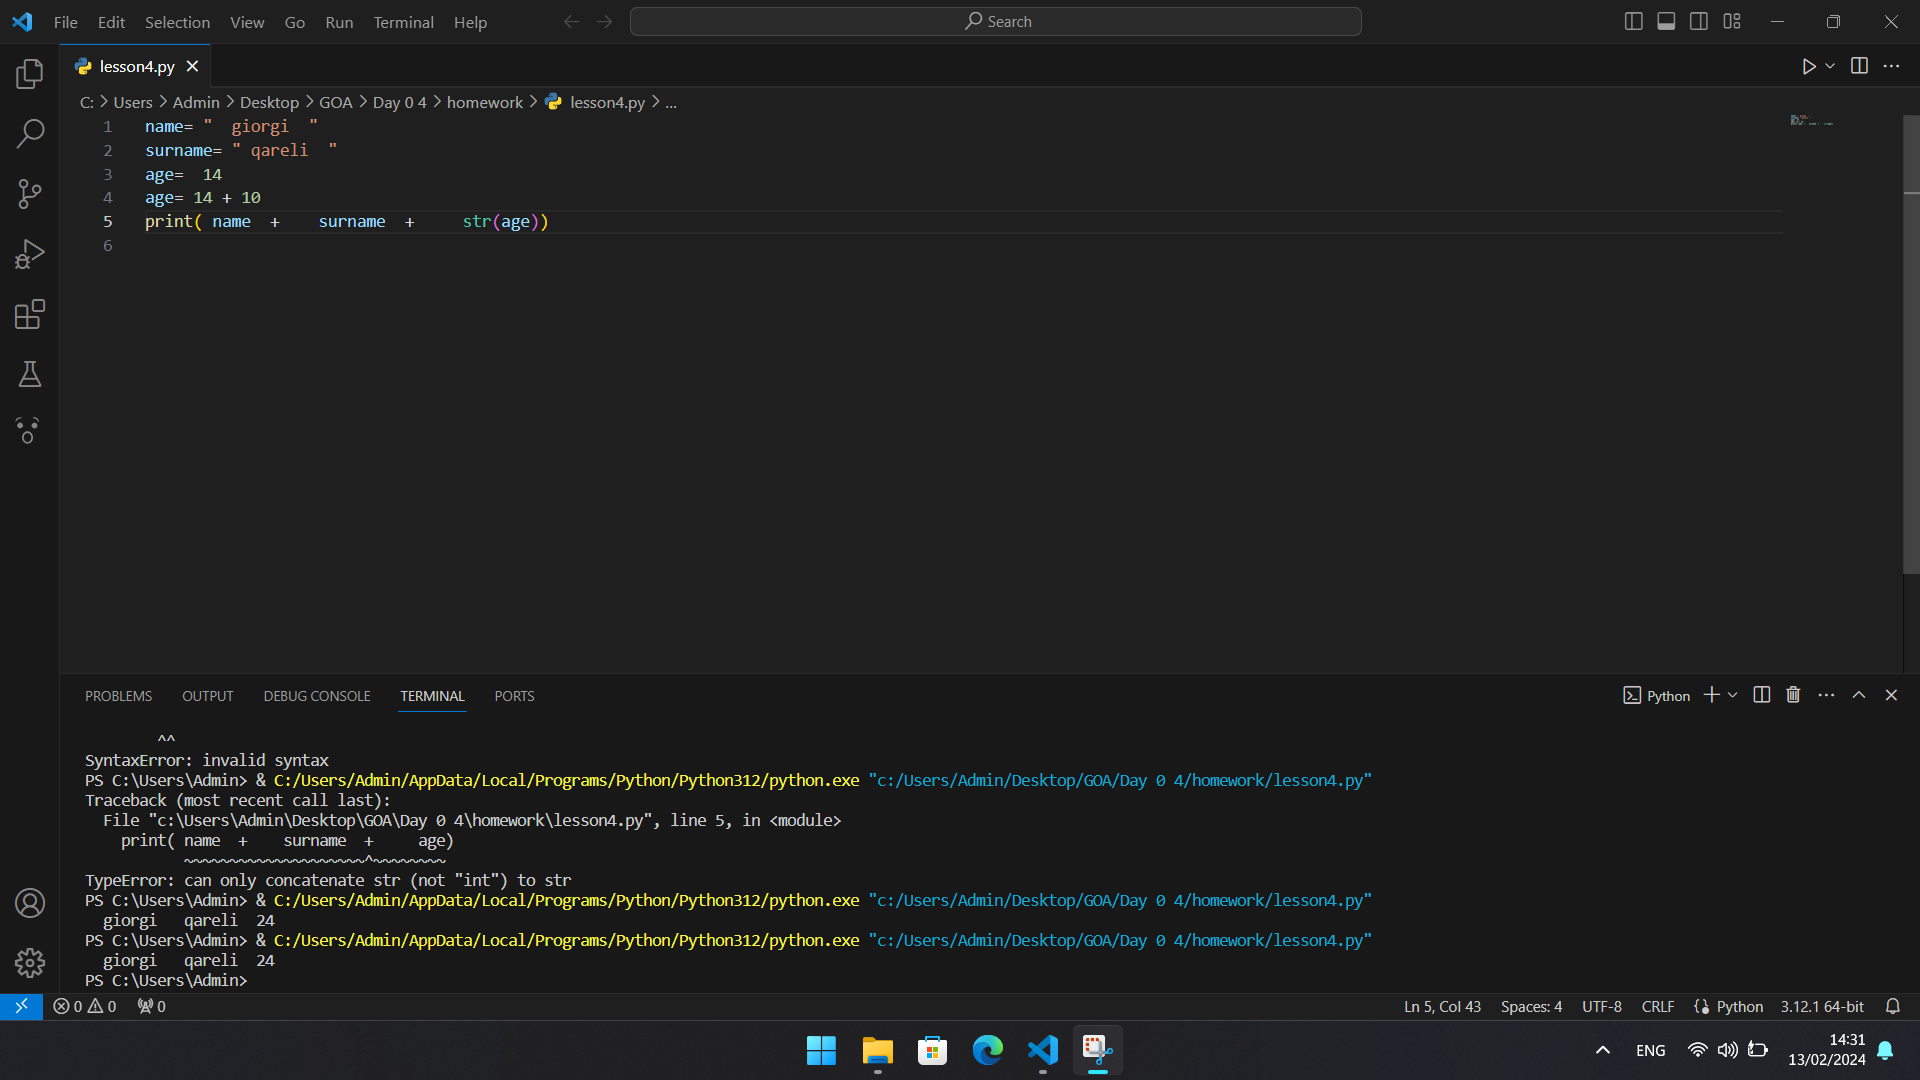 File Edit Selection View Go Run Terminal Help Search
lesson4.py
C: > Users > Admin > Desktop > GOA > Day 0 4 > homework > lesson4.py > ...
1 name= "  giorgi  "
2 surname= " qareli  "
3 age=  14
4 age= 14 + 10
5 print( name  +    surname  +     str(age))
6
PROBLEMS OUTPUT DEBUG CONSOLE TERMINAL PORTS Python
^^
SyntaxError: invalid syntax
PS C:\Users\Admin> & C:/Users/Admin/AppData/Local/Programs/Python/Python312/python.exe "c:/Users/Admin/Desktop/GOA/Day 0 4/homework/lesson4.py"
Traceback (most recent call last):
  File "c:\Users\Admin\Desktop\GOA\Day 0 4\homework\lesson4.py", line 5, in <module>
    print( name  +    surname  +     age)
           ~~~~~~~~~~~~~~~~~~~~^~~~~~~~
TypeError: can only concatenate str (not "int") to str
PS C:\Users\Admin> & C:/Users/Admin/AppData/Local/Programs/Python/Python312/python.exe "c:/Users/Admin/Desktop/GOA/Day 0 4/homework/lesson4.py"
  giorgi   qareli  24
PS C:\Users\Admin> & C:/Users/Admin/AppData/Local/Programs/Python/Python312/python.exe "c:/Users/Admin/Desktop/GOA/Day 0 4/homework/lesson4.py"
  giorgi   qareli  24
PS C:\Users\Admin>
0 0 0 Ln 5, Col 43 Spaces: 4 UTF-8 CRLF Python 3.12.1 64-bit
ENG 14:31
13/02/2024